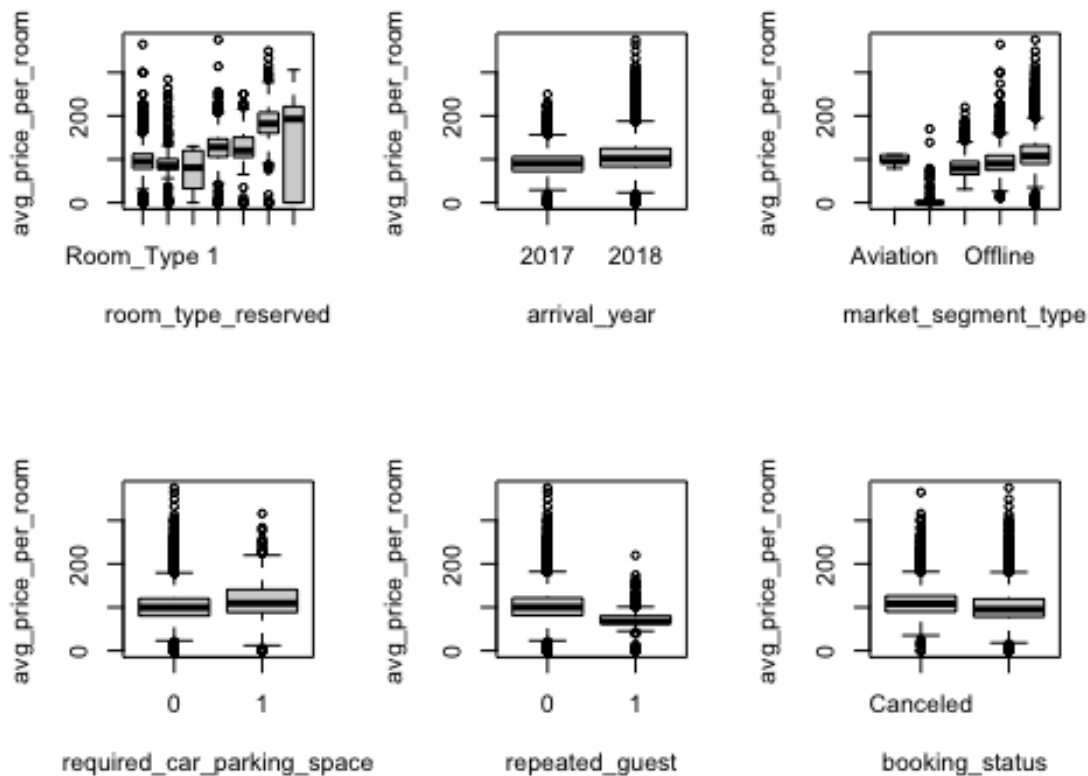 avg_price_per_room
200
0
Room_Type 1
room_type_reserved
avg_price_per_room
200
0
2017 2018
arrival_year
avg_price_per_room
200
0
Aviation Offline
market_segment_type
avg_price_per_room
200
0
0 1
required_car_parking_space
avg_price_per_room
200
0
0 1
repeated_guest
avg_price_per_room
200
0
Canceled
booking_status